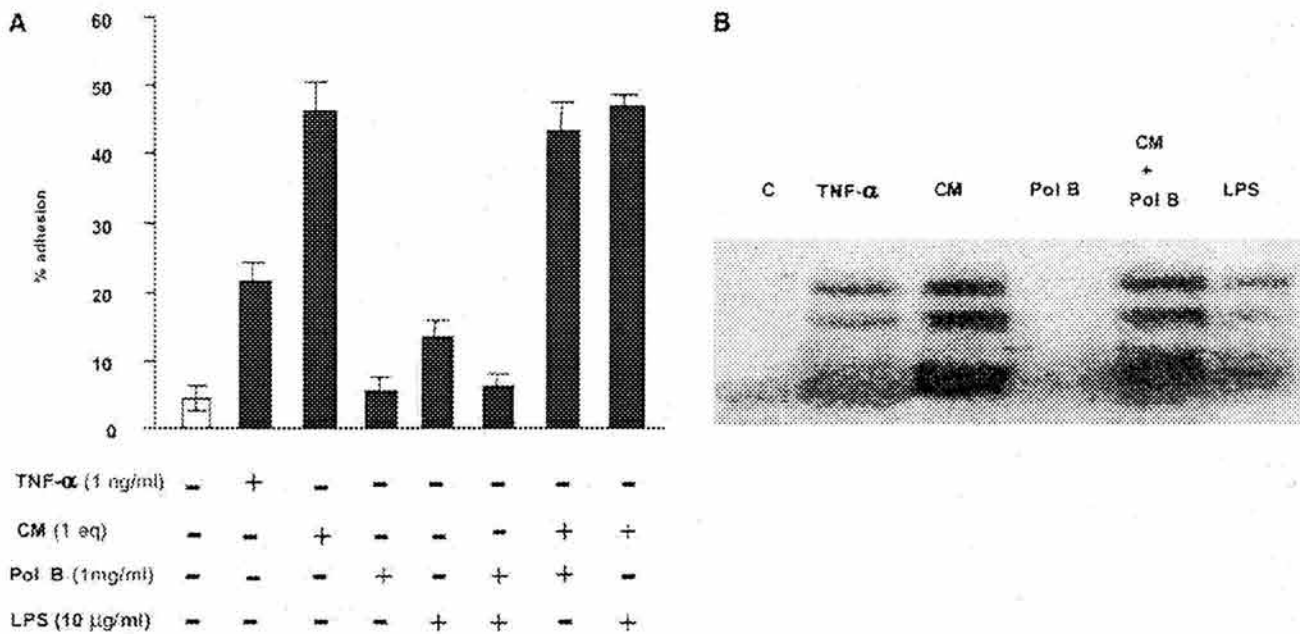 A
60
50
40
30
20
10
0
% adhesion
TNF-α (1 ng/ml) - + - - - - - -
CM (1 eq) - - + - - - + +
Pol B (1mg/ml) - - - + - + + -
LPS (10 µg/ml) - - - - + + - +
B
C TNF-α CM Pol B CM + Pol B LPS